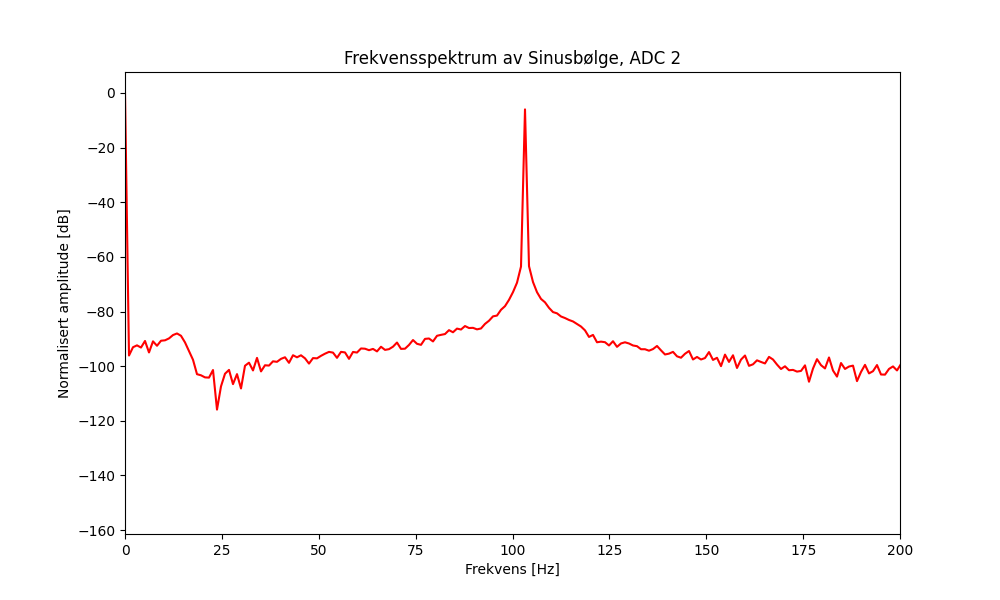 Frekvensspektrum av Sinusbølge, ADC 2
Normalisert amplitude [dB]
0
−20
−40
−60
−80
−100
−120
−140
−160
0 25 50 75 100 125 150 175 200
Frekvens [Hz]